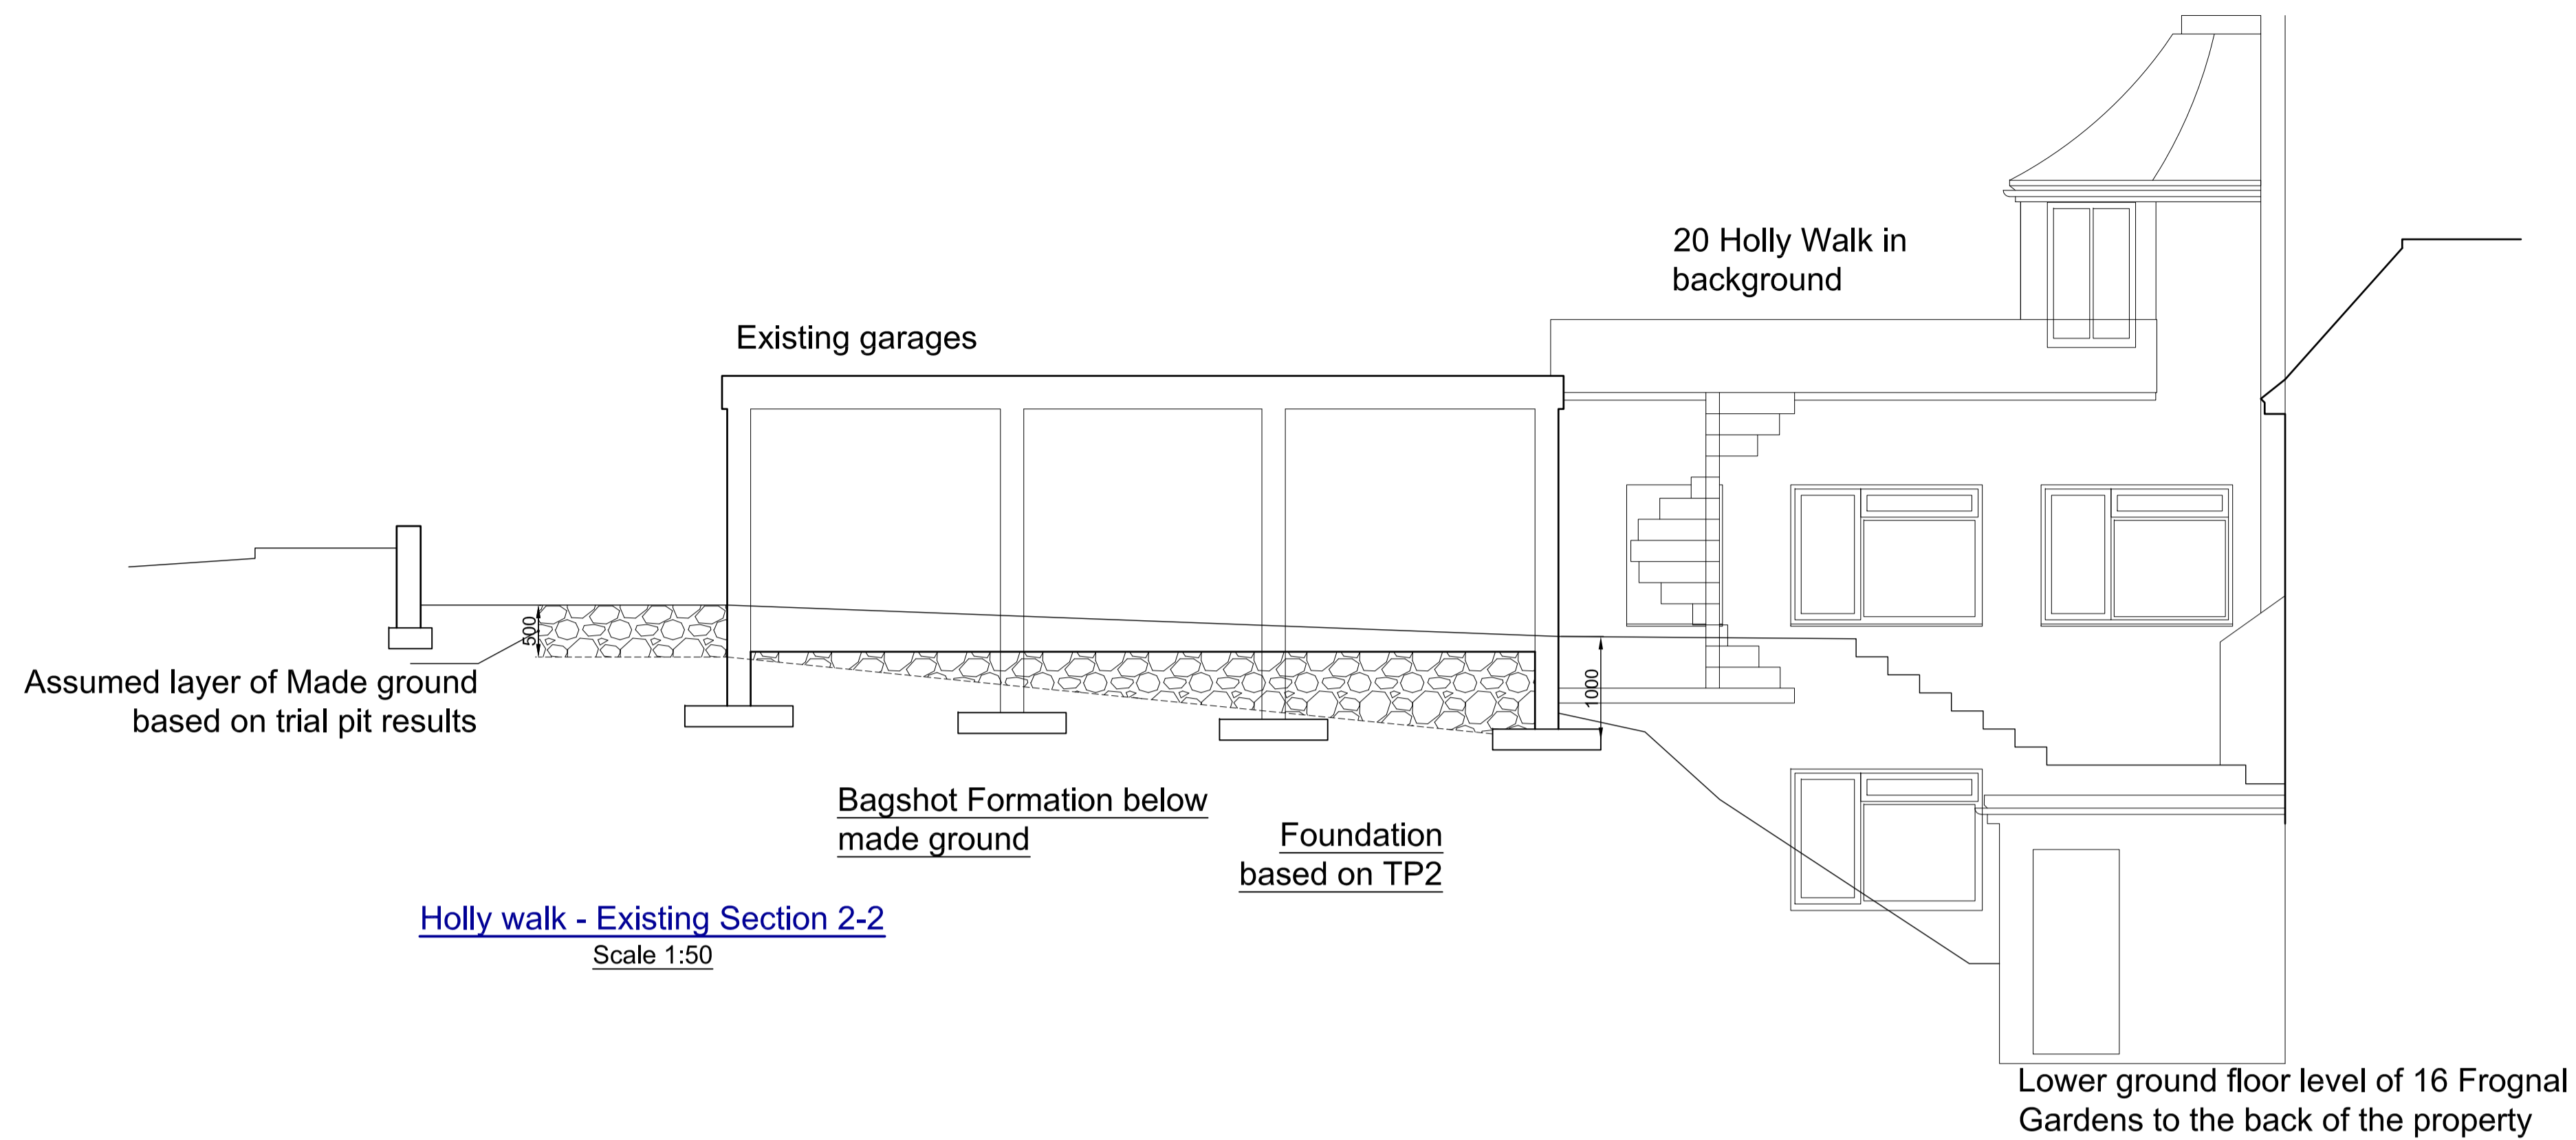 20 Holly Walk in
background
Existing garages
500
1000
Assumed layer of Made ground
based on trial pit results
Bagshot Formation below
made ground
Foundation
based on TP2
Holly walk - Existing Section 2-2
Scale 1:50
Lower ground floor level of 16 Frognal
Gardens to the back of the property